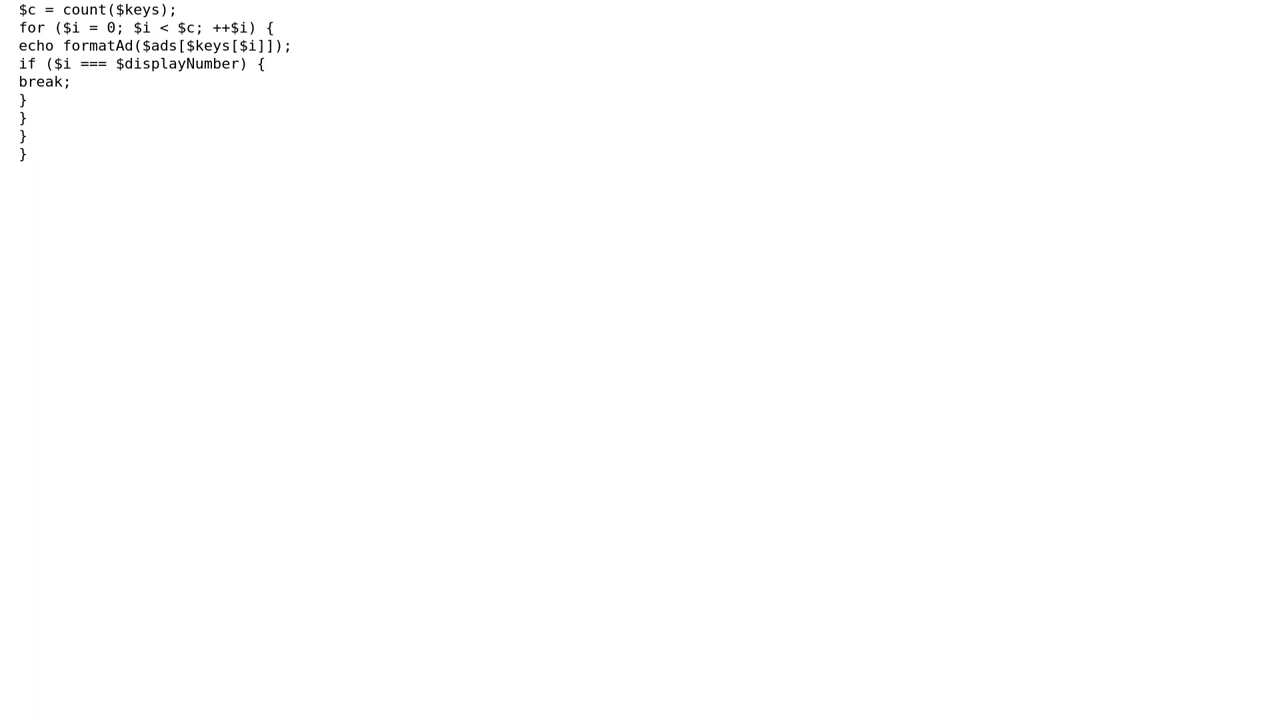 $c = count($keys);
for ($i = 0; $i < $c; ++$i) {
echo formatAd($ads[$keys[$i]]);
if ($i === $displayNumber) {
break;
}
}
}
}